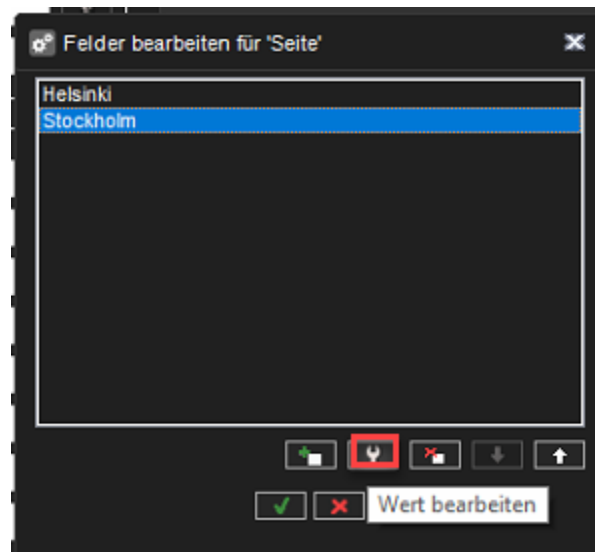 Felder bearbeiten für 'Seite'
Helsinki
Stockholm
Wert bearbeiten